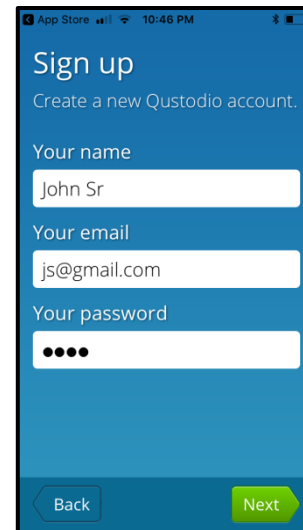 App Store 10:46 PM
Sign up
Create a new Qustodio account.
Your name
John Sr
Your email
js@gmail.com
Your password
●●●●
Back Next